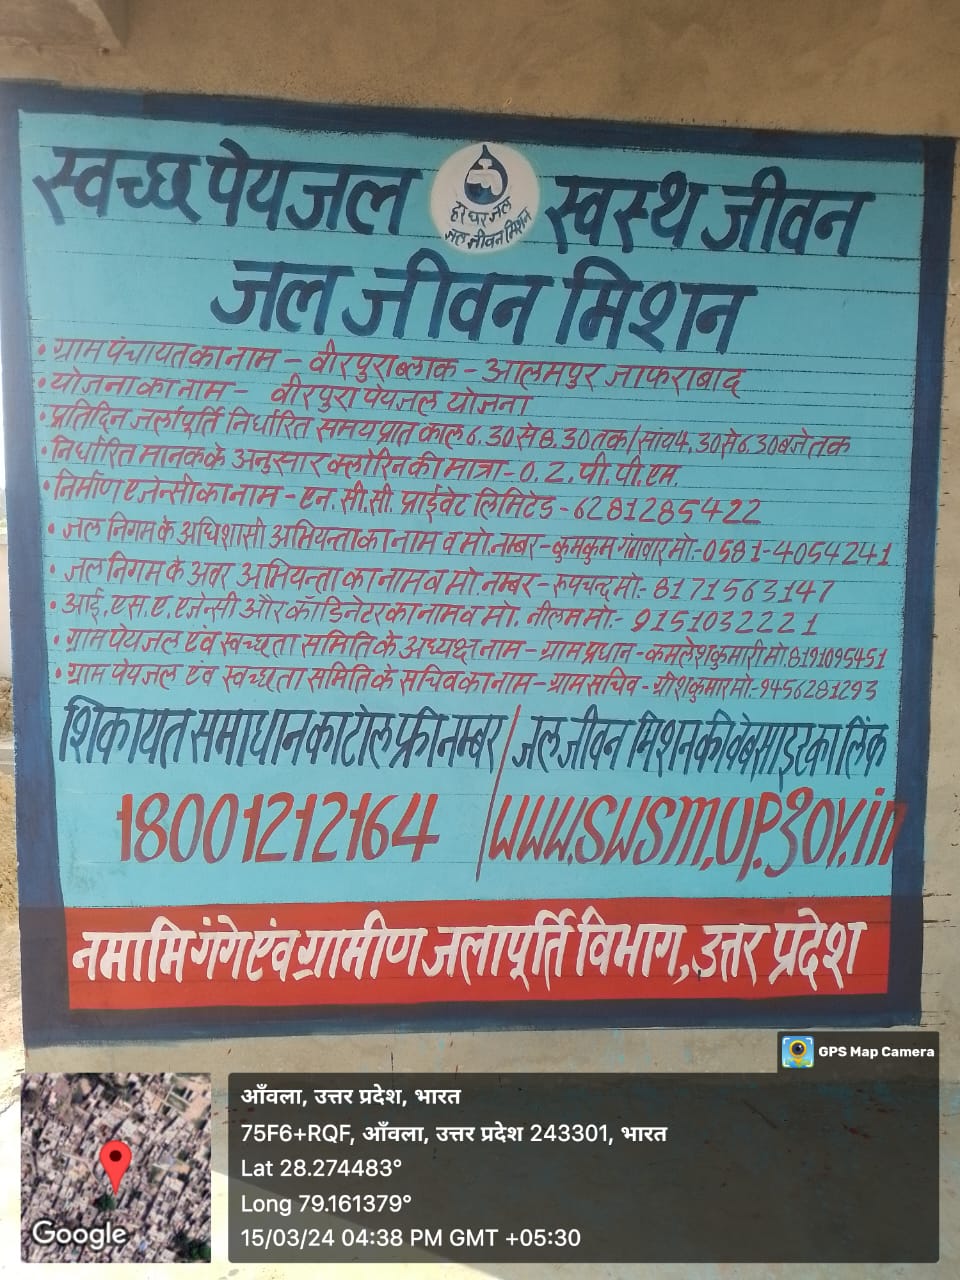 स्वच्छ पेयजल स्वस्थ जीवन
हर घर जल
जल जीवन मिशन
जल जीवन मिशन
• ग्राम पंचायत का नाम - वीरपुरा ब्लाक - आलमपुर जाफराबाद
• योजना का नाम - वीरपुरा पेयजल योजना
• प्रतिदिन जलापूर्ति निर्धारित समय प्रात काल 6.30 से 8.30 तक/सांय 4.30 से 6.30 बजे तक
• निर्धारित मानक के अनुसार क्लोरिन की मात्रा - 0.2 पी.पी.एम.
• निर्माण एजेन्सी का नाम - एन.सी.सी. प्राईवेट लिमिटेड - 6281285422
• जल निगम के अधिशासी अभियन्ता का नाम व मो. नम्बर - कुमकुम गंगवार मो:- 0581-4054241
• जल निगम के अवर अभियन्ता का नाम व मो. नम्बर - रूपचन्द्र मो:- 8171563147
• आई.एस.ए. एजेन्सी और कॉडिनेटर का नाम व मो. नीलम मो.- 9151032221
• ग्राम पेयजल एंव स्वच्छता समिति के अध्यक्ष नाम - ग्राम प्रधान - कमलेश कुमारी मो. 8191095451
• ग्राम पेयजल एंव स्वच्छता समिति के सचिव का नाम - ग्राम सचिव - ग्रीश कुमार मो:- 9456281293
शिकायत समाधान का टोल फ्री नम्बर / जल जीवन मिशन की वेबसाइट का लिंक
18001212164 / www.swsm.up.gov.in
नमामि गंगे एंव ग्रामीण जलापूर्ति विभाग, उत्तर प्रदेश
GPS Map Camera
आँवला, उत्तर प्रदेश, भारत
75F6+RQF, आँवला, उत्तर प्रदेश 243301, भारत
Lat 28.274483°
Long 79.161379°
15/03/24 04:38 PM GMT +05:30
Google